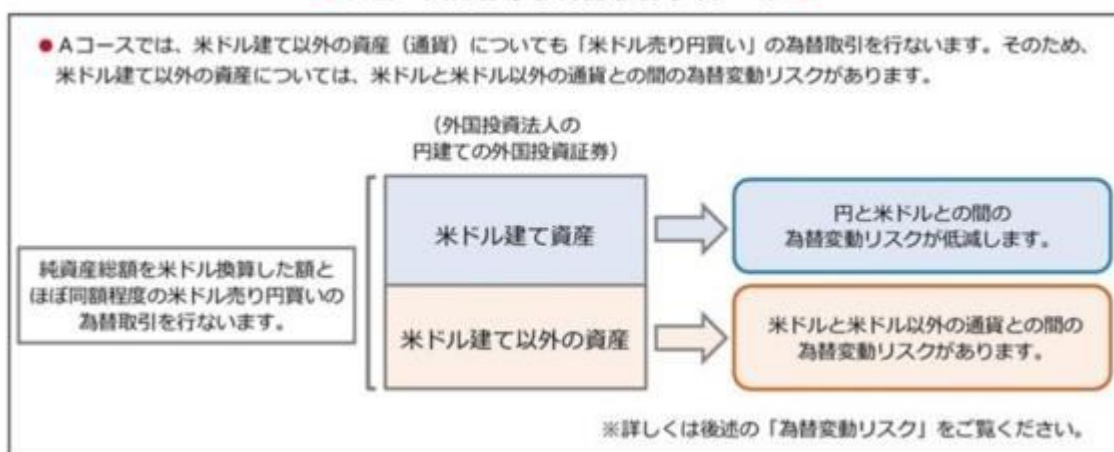 ●Aコースでは、米ドル建て以外の資産（通貨）についても「米ドル売り円買い」の為替取引を行ないます。そのため、
米ドル建て以外の資産については、米ドルと米ドル以外の通貨との間の為替変動リスクがあります。
（外国投資法人の
円建ての外国投資証券）
純資産総額を米ドル換算した額と
ほぼ同額程度の米ドル売り円買いの
為替取引を行ないます。
米ドル建て資産
円と米ドルとの間の
為替変動リスクが低減します。
米ドル建て以外の資産
米ドルと米ドル以外の通貨との間の
為替変動リスクがあります。
※詳しくは後述の「為替変動リスク」をご覧ください。